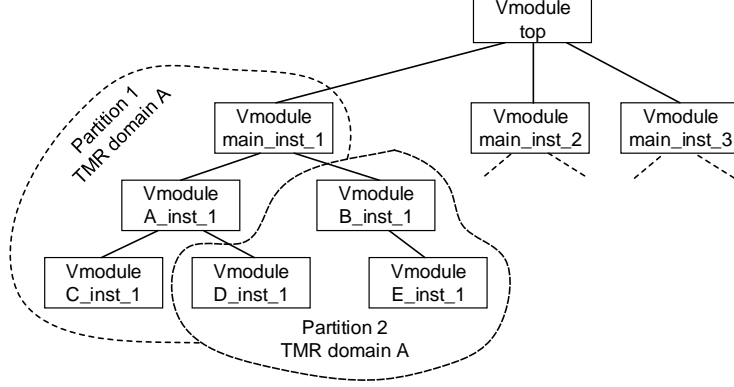 Vmodule
top
Partition 1
TMR domain A
Vmodule
main_inst_1
Vmodule
main_inst_2
Vmodule
main_inst_3
Vmodule
A_inst_1
Vmodule
B_inst_1
Vmodule
C_inst_1
Vmodule
D_inst_1
Vmodule
E_inst_1
Partition 2
TMR domain A